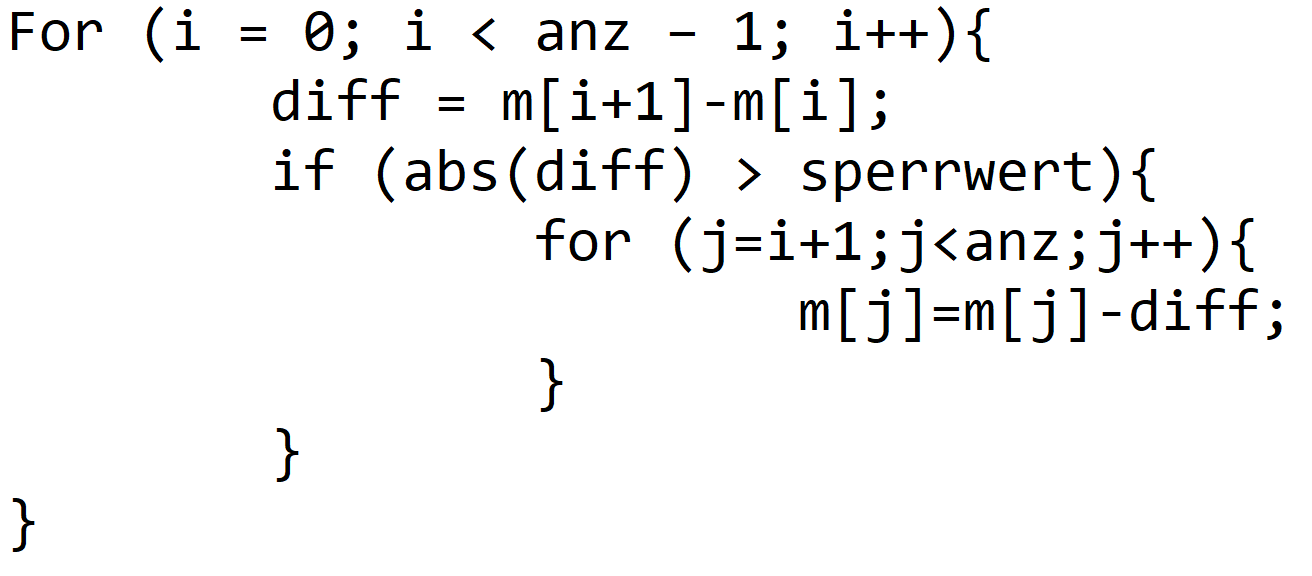 For (i = 0; i < anz – 1; i++){
diff = m[i+1]-m[i];
if (abs(diff) > sperrwert){
for (j=i+1;j<anz;j++){
m[j]=m[j]-diff;
}
}
}